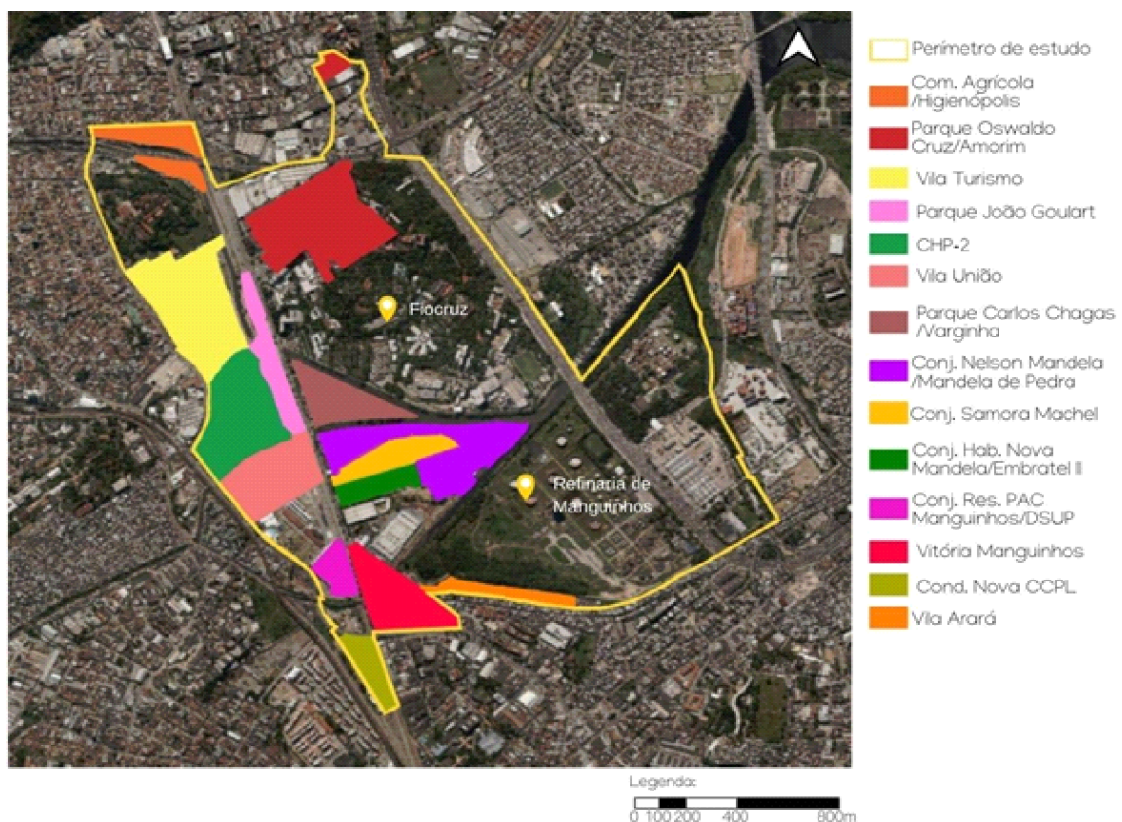 Perímetro de estudo
Com. Agrícola
/Higienópolis
Parque Oswaldo
Cruz/Amorim
Vila Turismo
Parque João Goulart
CHP-2
Vila União
Parque Carlos Chagas
/Varginha
Conj. Nelson Mandela
/Mandela de Pedra
Conj. Samora Machel
Conj. Hab. Nova
Mandela/Embratel II
Conj. Res. PAC
Manguinhos/DSUP
Vitória Manguinhos
Cond. Nova CCPL
Vila Arará
Fiocruz
Refinaria de
Manguinhos
Legenda:
0 100 200 400 800m